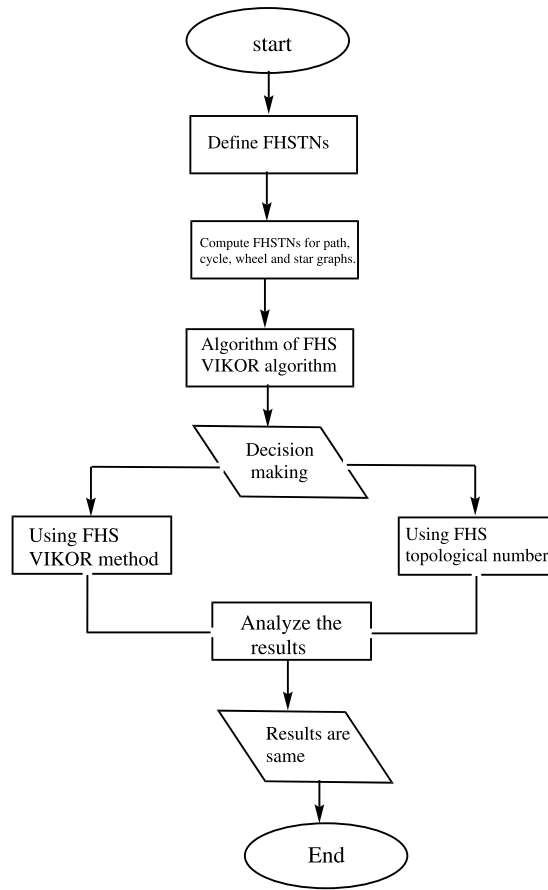 start
Define FHSTNs
Compute FHSTNs for path,
cycle, wheel and star graphs.
Algorithm of FHS
VIKOR algorithm
Decision
making
Using FHS
VIKOR method
Using FHS
topological number
Analyze the
results
Results are
same
End